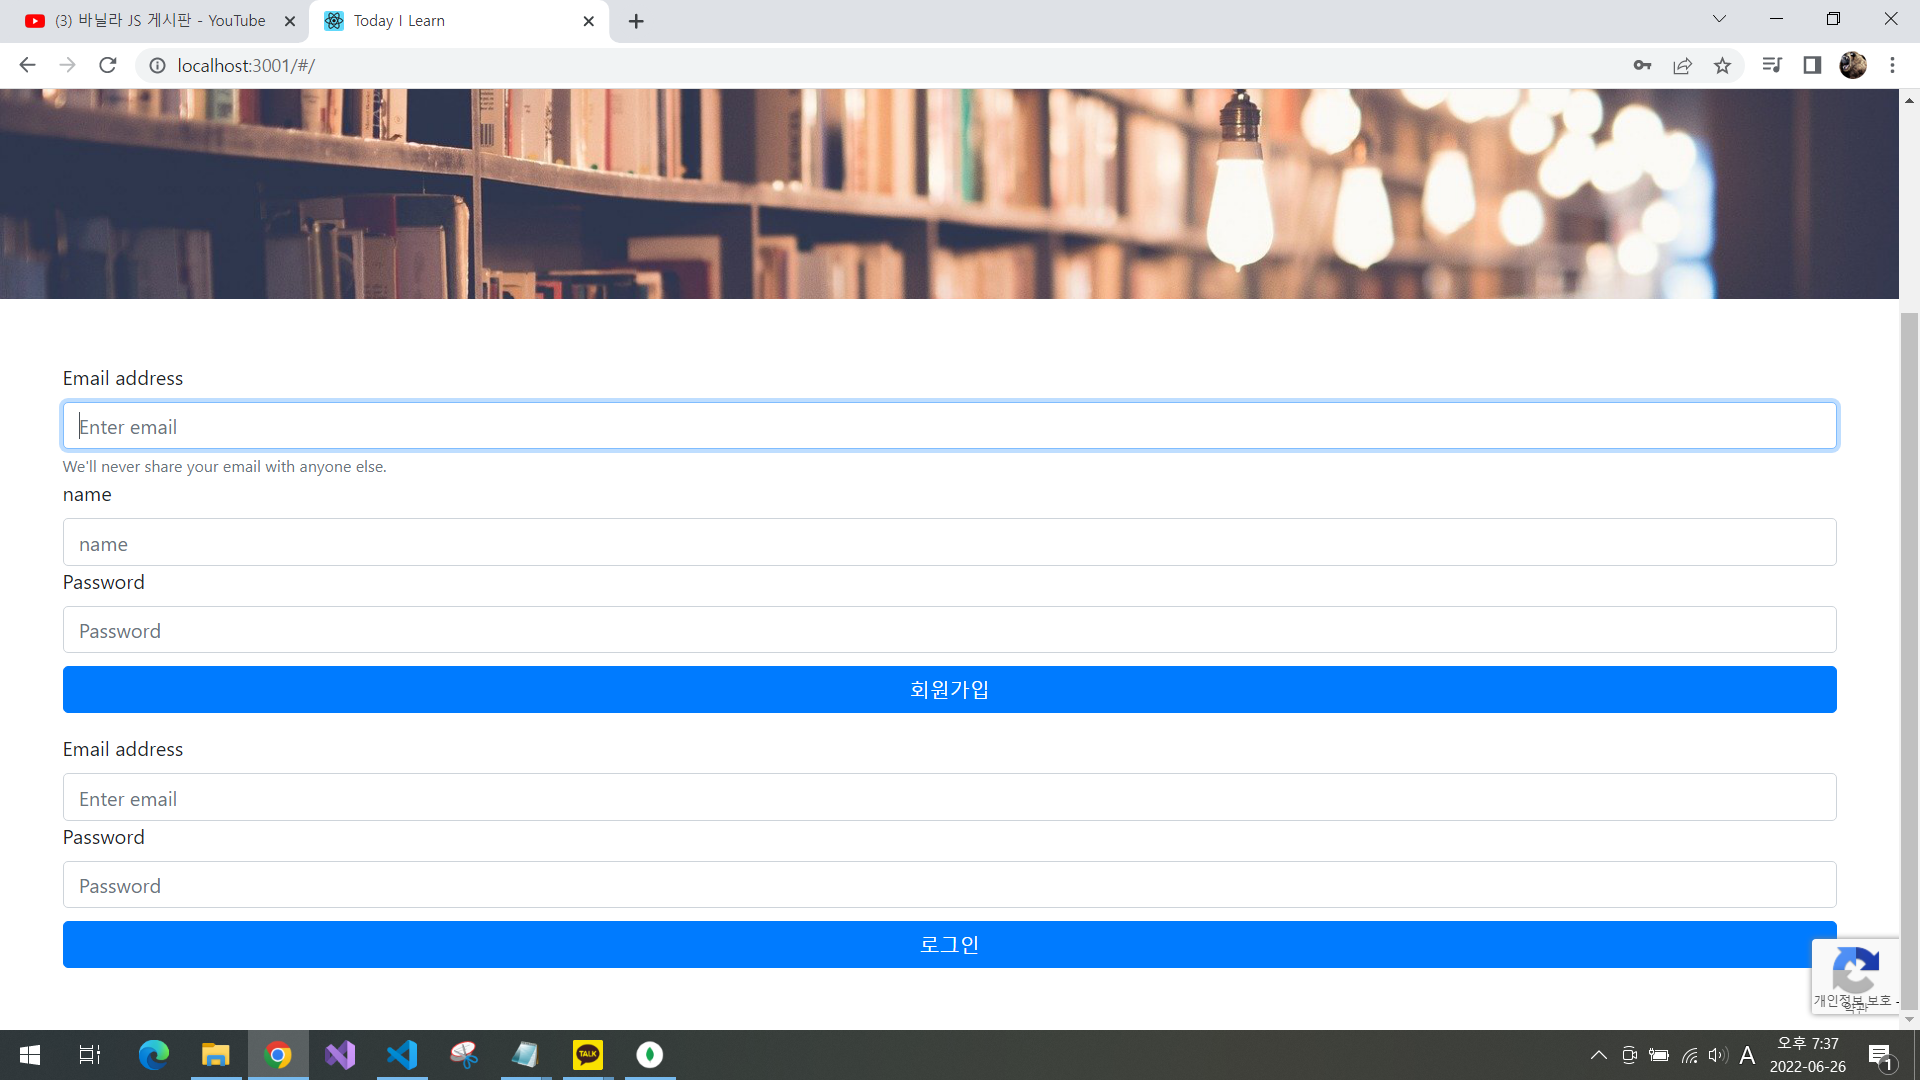 (3) 바닐라 JS 게시판 - YouTube
Today I Learn
localhost:3001/#/
Email address
Enter email
We'll never share your email with anyone else.
name
name
Password
Password
회원가입
Email address
Enter email
Password
Password
로그인
개인정보 보호 -
약관
TALK
A
오후 7:37
2022-06-26
1